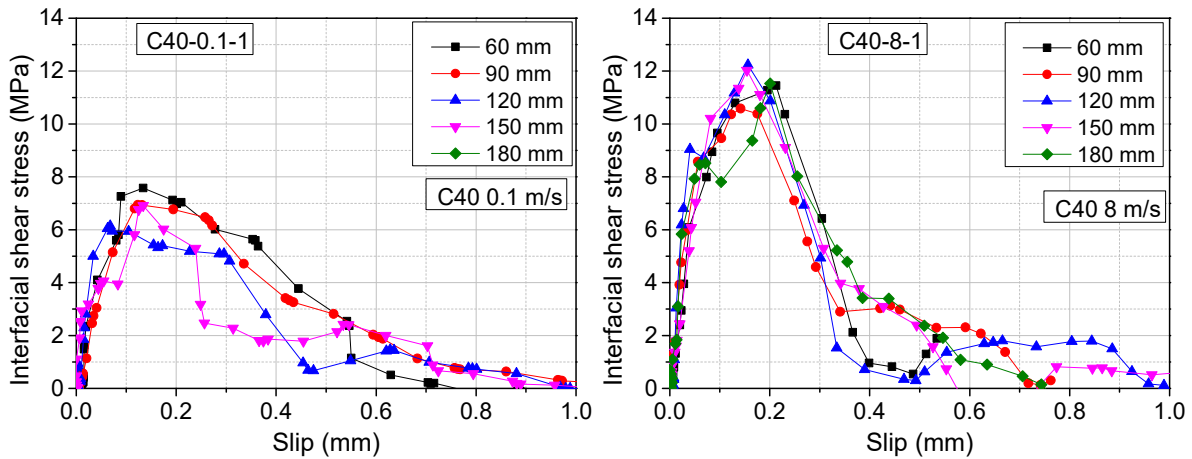 14
12
10
8
6
4
2
0
0.0
0.2
0.4
0.6
0.8
1.0
Interfacial shear stress (MPa)
Slip (mm)
C40-0.1-1
60 mm
90 mm
120 mm
150 mm
180 mm
C40 0.1 m/s
14
12
10
8
6
4
2
0
0.0
0.2
0.4
0.6
0.8
1.0
Interfacial shear stress (MPa)
Slip (mm)
C40-8-1
60 mm
90 mm
120 mm
150 mm
180 mm
C40 8 m/s